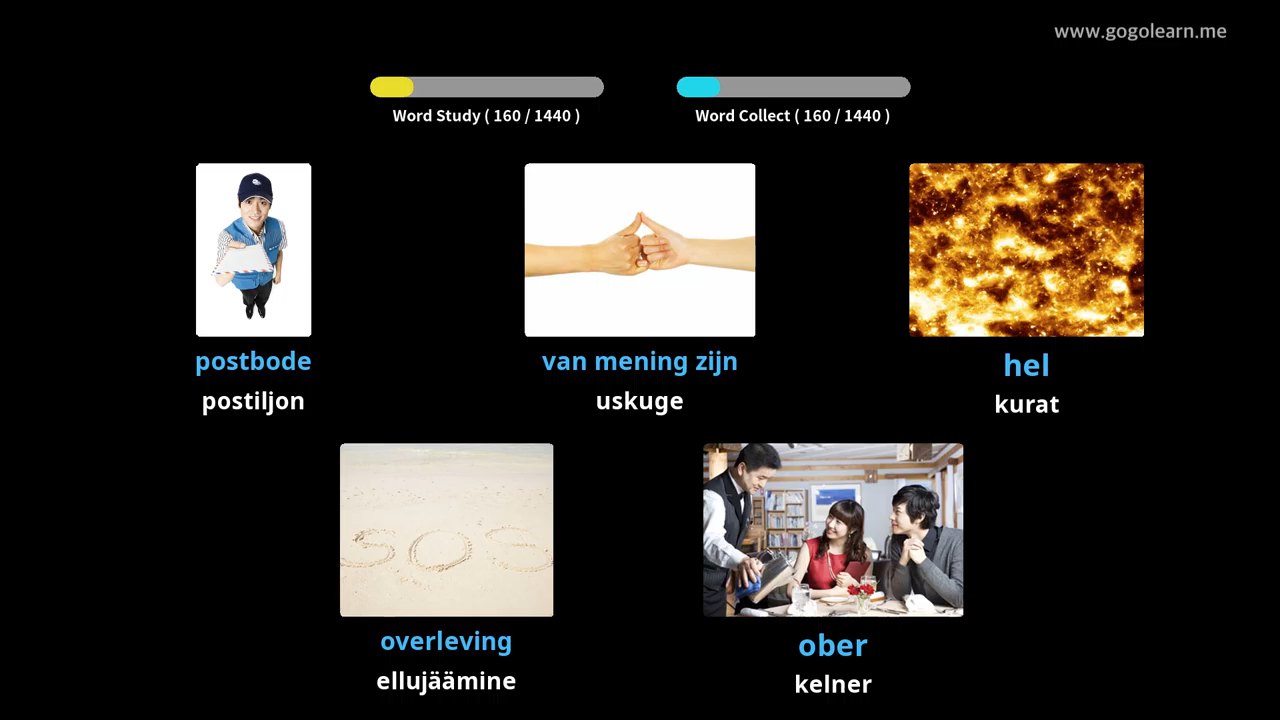 www.gogolearn.me
Word Study ( 160 / 1440 )
Word Collect ( 160 / 1440 )
postbode
postiljon
van mening zijn
uskuge
hel
kurat
SOS
overleving
ellujäämine
ober
kelner